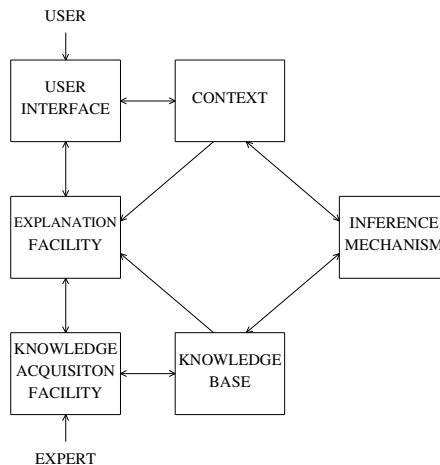 USER
USER
INTERFACE
CONTEXT
EXPLANATION
FACILITY
INFERENCE
MECHANISM
KNOWLEDGE
ACQUISITON
FACILITY
KNOWLEDGE
BASE
EXPERT